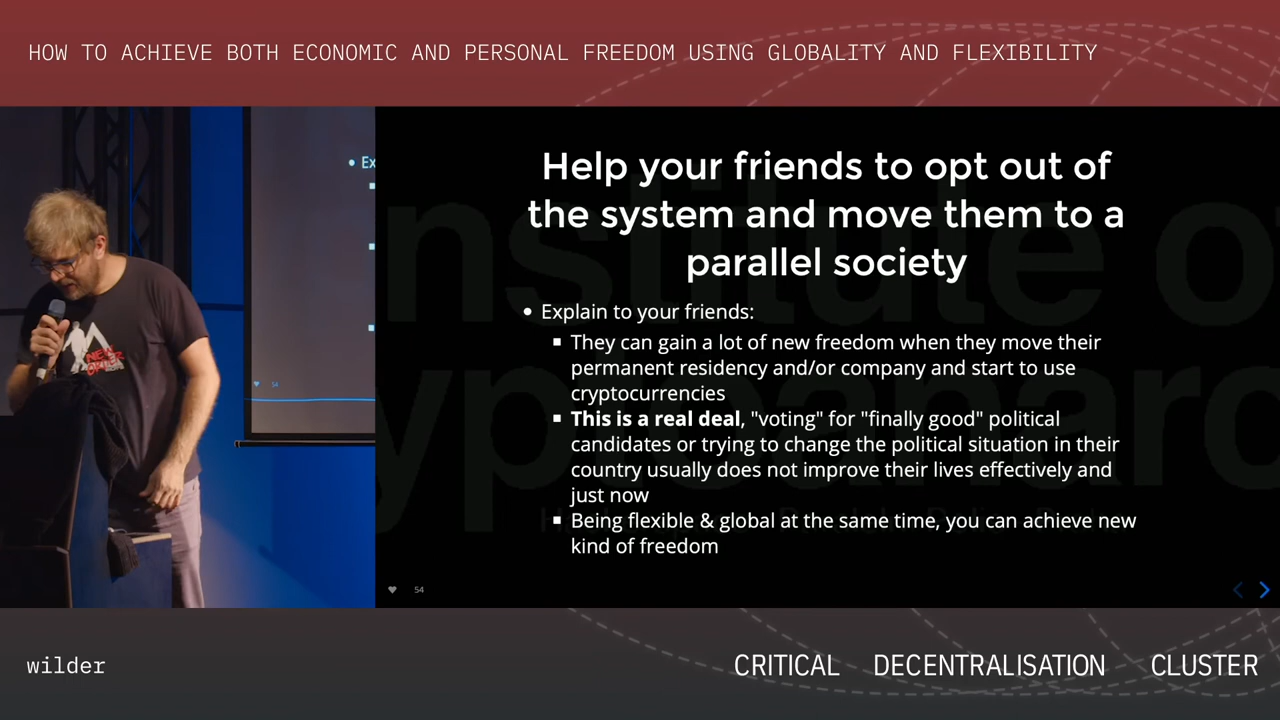 HOW TO ACHIEVE BOTH ECONOMIC AND PERSONAL FREEDOM USING GLOBALITY AND FLEXIBILITY
• Ex
NEW
ORDER
54
Help your friends to opt out of
the system and move them to a
parallel society
• Explain to your friends:
▪ They can gain a lot of new freedom when they move their
permanent residency and/or company and start to use
cryptocurrencies
▪ This is a real deal, "voting" for "finally good" political
candidates or trying to change the political situation in their
country usually does not improve their lives effectively and
just now
▪ Being flexible & global at the same time, you can achieve new
kind of freedom
54
wilder
CRITICAL DECENTRALISATION CLUSTER